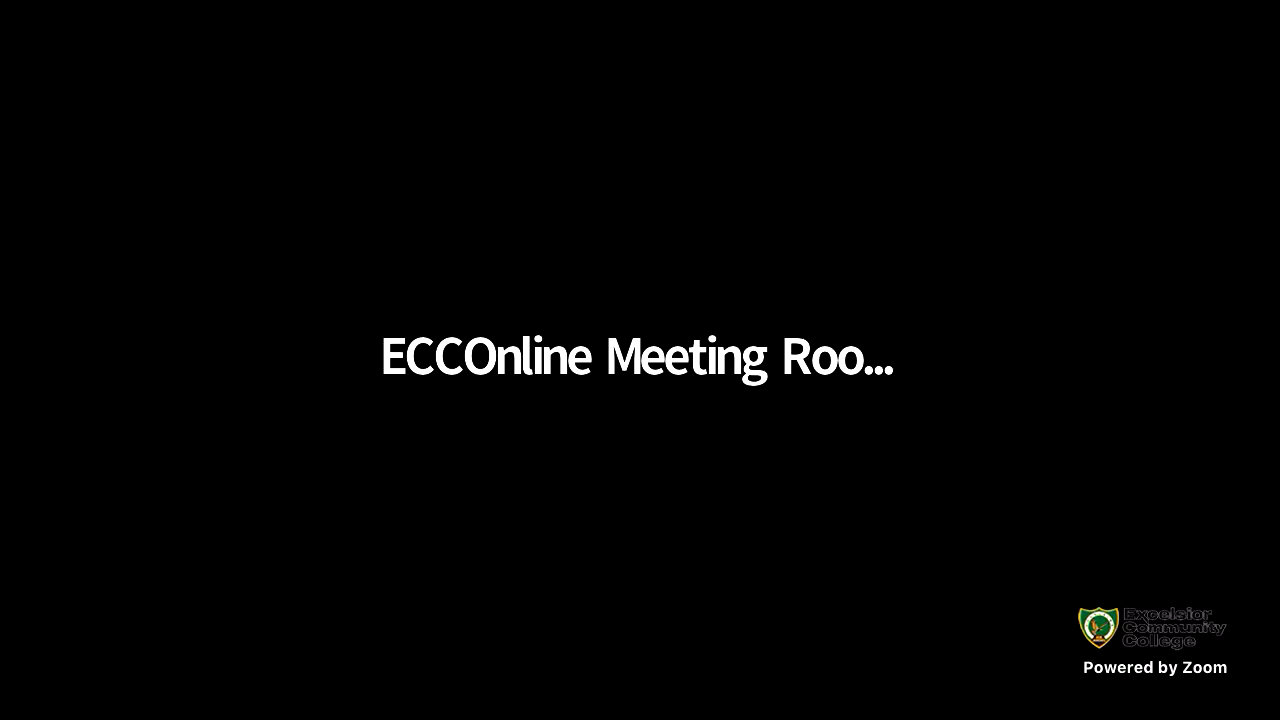 ECCOnline Meeting Roo...
Excelsior
Community
College
Powered by Zoom